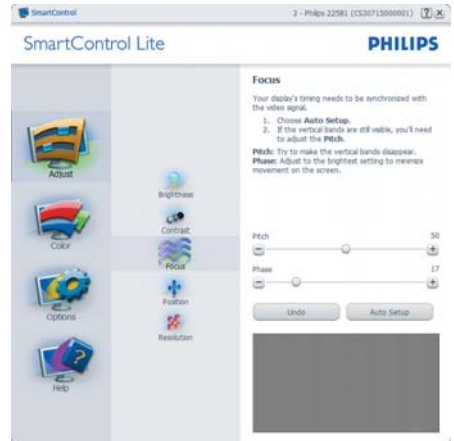 SmartControl
2 - Philips 225B1 (CS30715000001)
SmartControl Lite
PHILIPS
Adjust
Color
Options
Help
Brightness
Contrast
Focus
Position
Resolution
Focus
Your display's timing needs to be synchronized with
the video signal.
1. Choose Auto Setup.
2. If the vertical bands are still visible, you'll need
to adjust the Pitch.
Pitch: Try to make the vertical bands disappear.
Phase: Adjust to the brightest setting to minimize
movement on the screen.
Pitch 50
Phase 17
Undo
Auto Setup